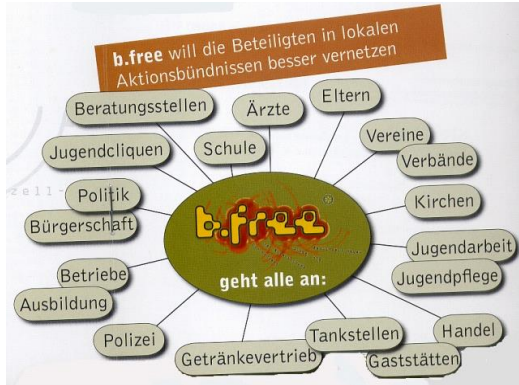 b.free will die Beteiligten in lokalen
Aktionsbündnissen besser vernetzen
Beratungsstellen
Ärzte
Eltern
Jugendcliquen
Schule
Vereine
Verbände
Politik
Bürgerschaft
Kirchen
b.free
geht alle an:
Jugendarbeit
Jugendpflege
Betriebe
Ausbildung
Polizei
Getränkevertrieb
Tankstellen
Gaststätten
Handel